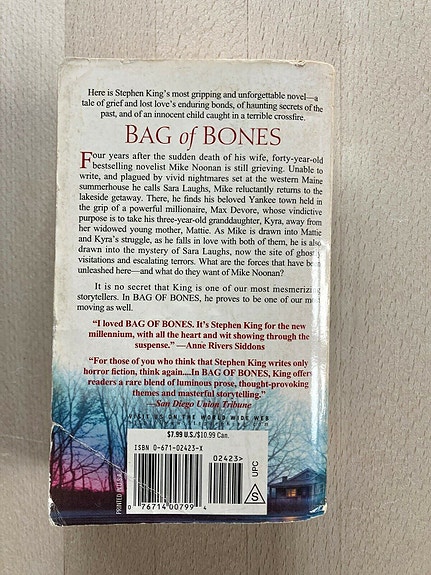 Here is Stephen King's most gripping and unforgettable novel—a
tale of grief and lost love's enduring bonds, of haunting secrets of the
past, and of an innocent child caught in a terrible crossfire.
BAG of BONES
Four years after the sudden death of his wife, forty-year-old
bestselling novelist Mike Noonan is still grieving. Unable to
write, and plagued by vivid nightmares set at the western Maine
summerhouse he calls Sara Laughs, Mike reluctantly returns to the
lakeside getaway. There, he finds his beloved Yankee town held in
the grip of a powerful millionaire, Max Devore, whose vindictive
purpose is to take his three-year-old granddaughter, Kyra, away from
her widowed young mother, Mattie. As Mike is drawn into Mattie
and Kyra's struggle, as he falls in love with both of them, he is also
drawn into the mystery of Sara Laughs, now the site of ghostly
visitations and escalating terrors. What are the forces that have been
unleashed here—and what do they want of Mike Noonan?
It is no secret that King is one of our most mesmerizing
storytellers. In BAG OF BONES, he proves to be one of our most
moving as well.
"I loved BAG OF BONES. It's Stephen King for the new
millennium, with all the heart and wit showing through the
suspense." —Anne Rivers Siddons
"For those of you who think that Stephen King writes only
horror fiction, think again....In BAG OF BONES, King offers
readers a rare blend of luminous prose, thought-provoking
themes and masterful storytelling."
—San Diego Union Tribune
VISIT US ON THE WORLD WIDE WEB
$7.99 U.S./$10.99 Can.
ISBN 0-671-02423-X
02423>
0 76714 00799 4
S
UPC
PRINTED IN U.S.A.